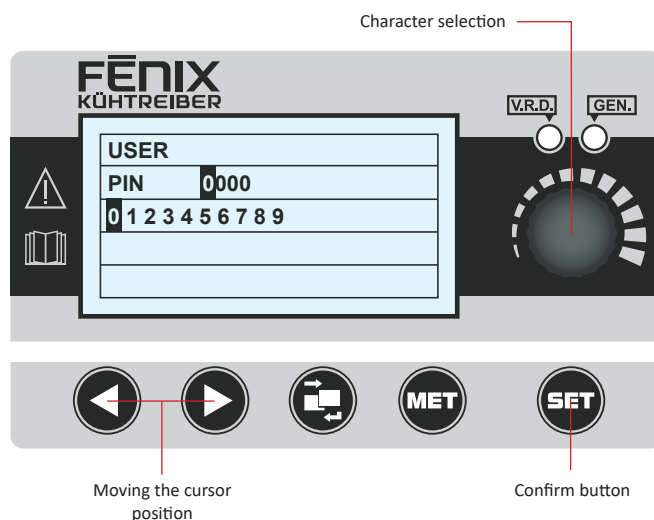 Character selection
FĒNIX
KÜHTREIBER
V.R.D.
GEN.
USER
PIN 0000
0 1 2 3 4 5 6 7 8 9
MET
SET
Moving the cursor
position
Confirm button